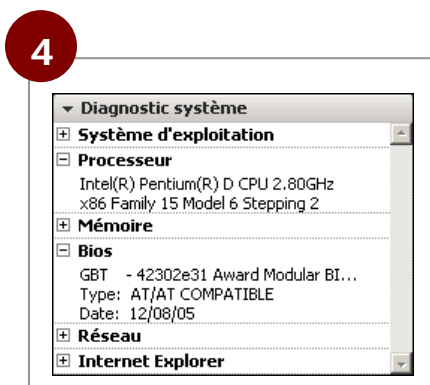 4
Diagnostic système
Système d'exploitation
Processeur
Intel(R) Pentium(R) D CPU 2.80GHz
x86 Family 15 Model 6 Stepping 2
Mémoire
Bios
GBT - 42302e31 Award Modular BI...
Type: AT/AT COMPATIBLE
Date: 12/08/05
Réseau
Internet Explorer